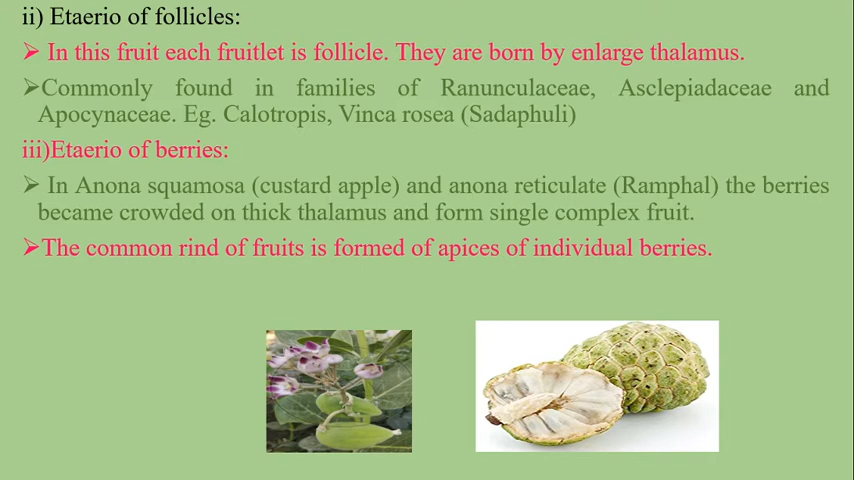 ii) Etaerio of follicles:
➢ In this fruit each fruitlet is follicle. They are born by enlarge thalamus.
➢Commonly found in families of Ranunculaceae, Asclepiadaceae and
Apocynaceae. Eg. Calotropis, Vinca rosea (Sadaphuli)
iii)Etaerio of berries:
➢ In Anona squamosa (custard apple) and anona reticulate (Ramphal) the berries
became crowded on thick thalamus and form single complex fruit.
➢The common rind of fruits is formed of apices of individual berries.